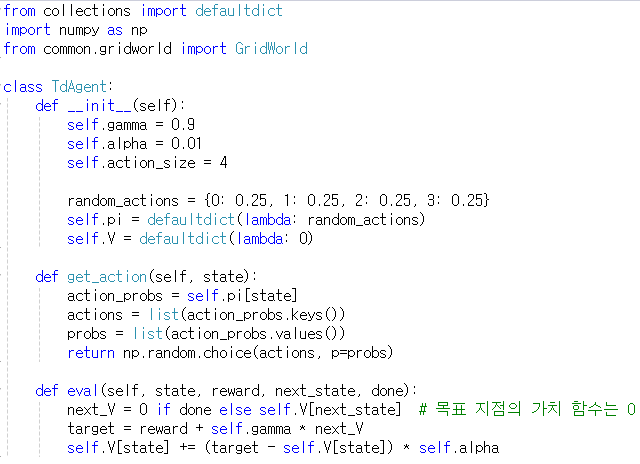 from collections import defaultdict
import numpy as np
from common.gridworld import GridWorld
class TdAgent:
def __init__(self):
self.gamma = 0.9
self.alpha = 0.01
self.action_size = 4
random_actions = {0: 0.25, 1: 0.25, 2: 0.25, 3: 0.25}
self.pi = defaultdict(lambda: random_actions)
self.V = defaultdict(lambda: 0)
def get_action(self, state):
action_probs = self.pi[state]
actions = list(action_probs.keys())
probs = list(action_probs.values())
return np.random.choice(actions, p=probs)
def eval(self, state, reward, next_state, done):
next_V = 0 if done else self.V[next_state]  # 목표 지점의 가치 함수는 0
target = reward + self.gamma * next_V
self.V[state] += (target - self.V[state]) * self.alpha